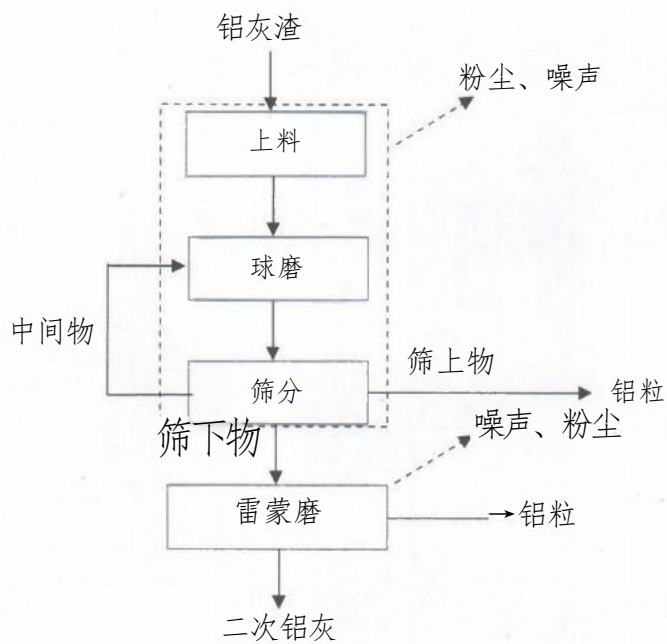 铝灰渣
粉尘、噪声
上料
球磨
中间物
筛上物
筛分
铝粒
筛下物
噪声、粉尘
雷蒙磨
铝粒
二次铝灰